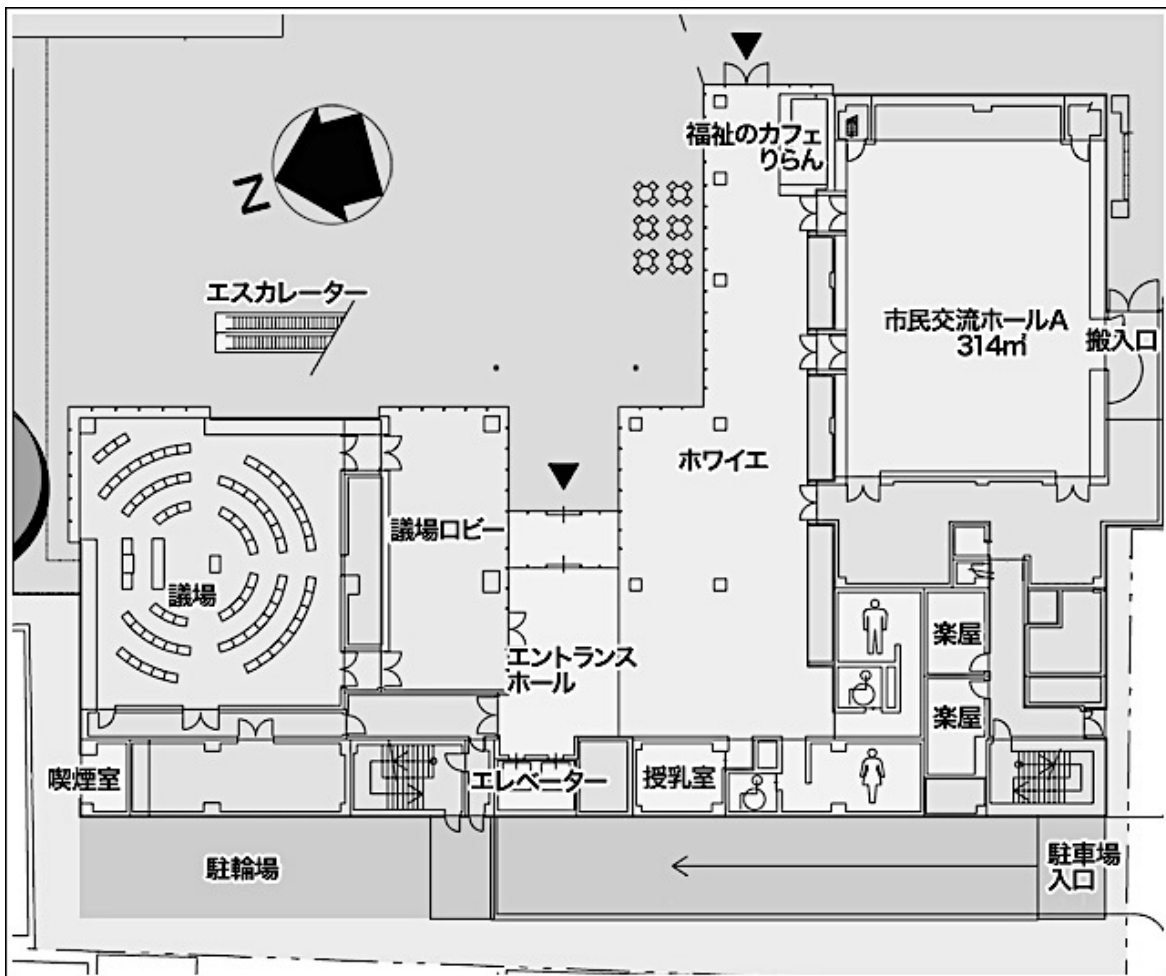 福祉のカフェ
りらん
N
エスカレーター
市民交流ホールA
314㎡
搬入口
ホワイエ
議場ロビー
議場
エントランス
ホール
楽屋
楽屋
喫煙室
エレベーター
授乳室
駐輪場
駐車場
入口